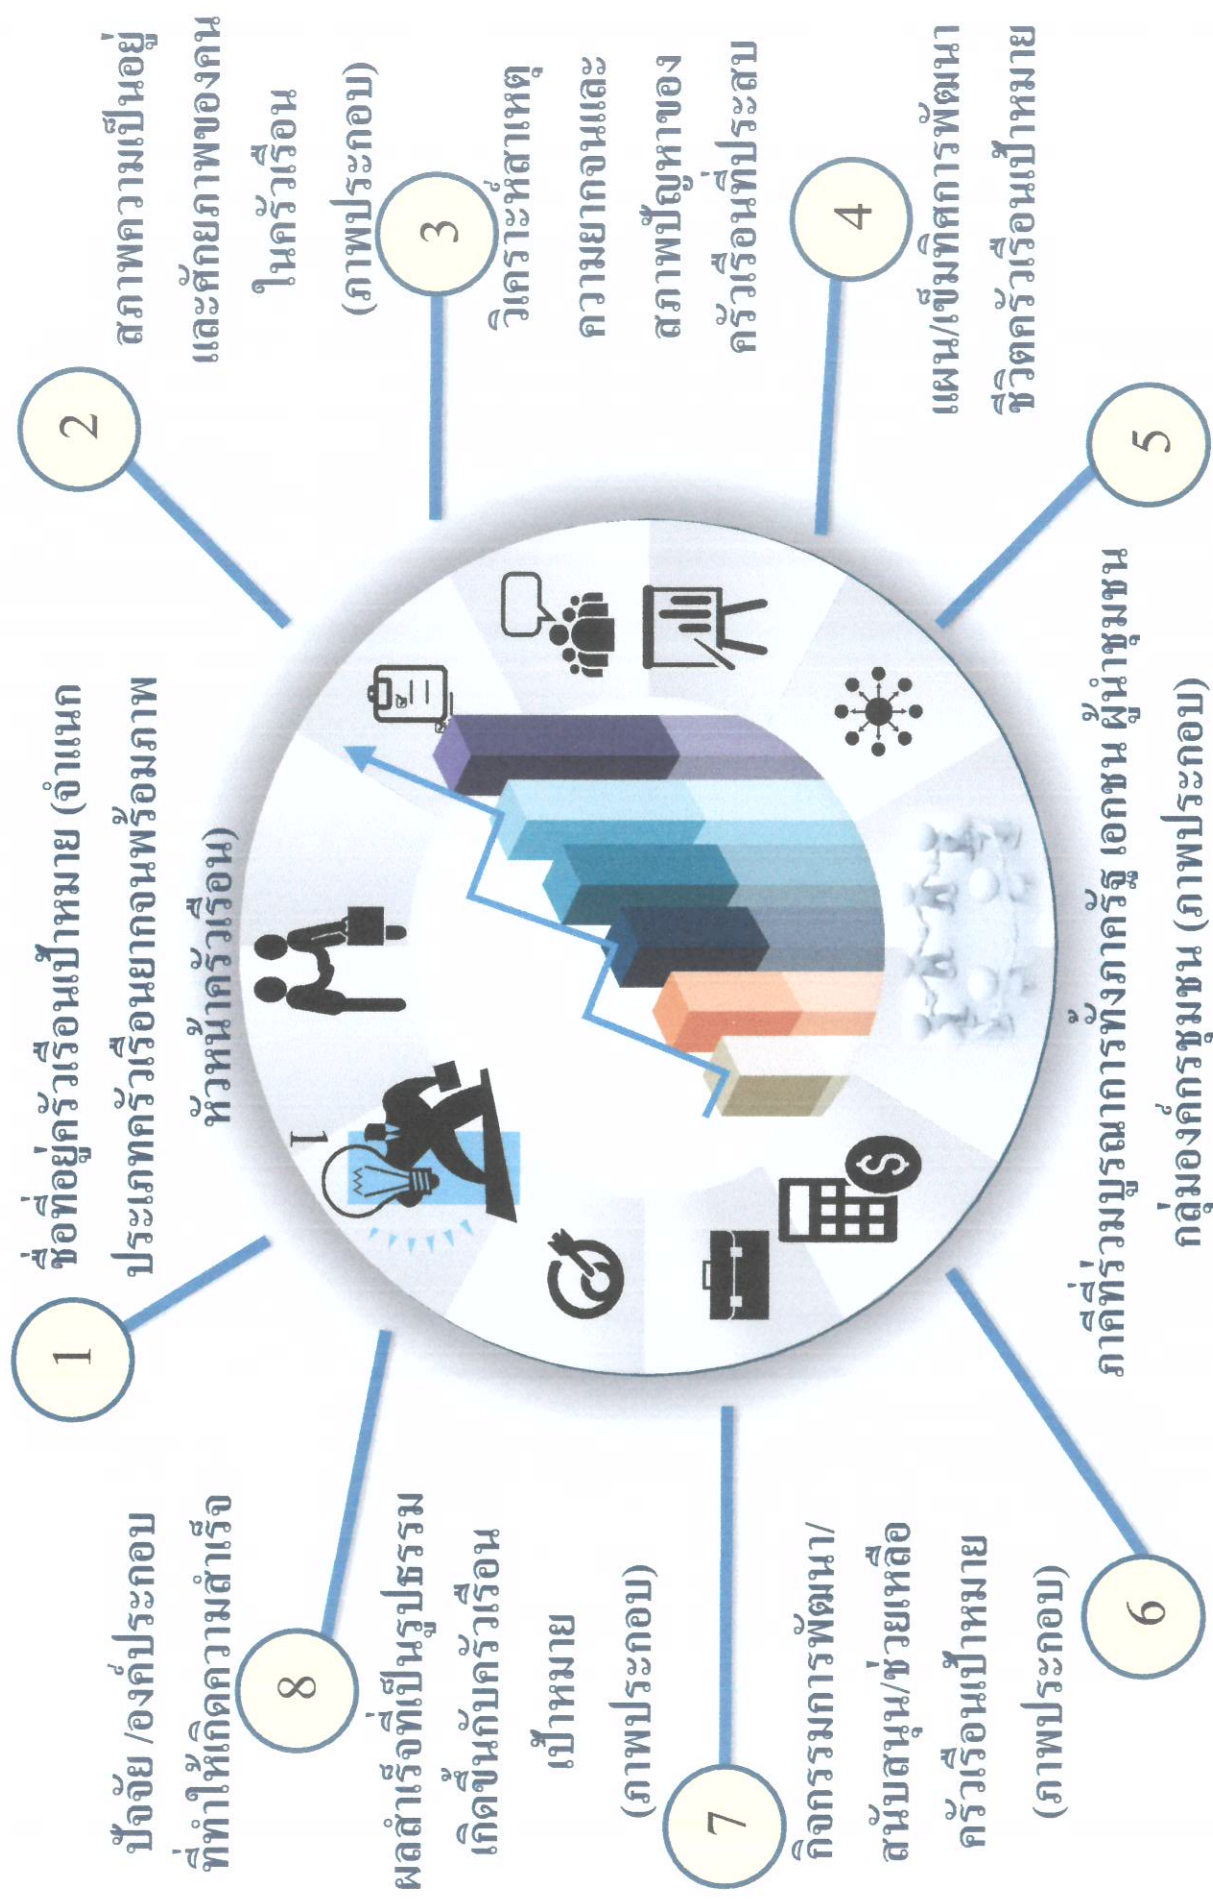 1
ชื่อที่อยู่ครัวเรือนเป้าหมาย (จำแนก
ประเภทครัวเรือนยากจนพร้อมภาพ
หัวหน้าครัวเรือน)
2
สภาพความเป็นอยู่
และศักยภาพของคน
ในครัวเรือน
(ภาพประกอบ)
3
วิเคราะห์สาเหตุ
ความยากจนและ
สภาพปัญหาของ
ครัวเรือนที่ประสบ
4
แผน/เข็มทิศการพัฒนา
ชีวิตครัวเรือนเป้าหมาย
5
ภาคีที่ร่วมบูรณาการทั้งภาครัฐ เอกชน ผู้นำชุมชน
กลุ่มองค์กรชุมชน (ภาพประกอบ)
6
กิจกรรมการพัฒนา/
สนับสนุน/ช่วยเหลือ
ครัวเรือนเป้าหมาย
(ภาพประกอบ)
7
ผลสำเร็จที่เป็นรูปธรรม
เกิดขึ้นกับครัวเรือน
เป้าหมาย
(ภาพประกอบ)
8
ปัจจัย /องค์ประกอบ
ที่ทำให้เกิดความสำเร็จ
1
$